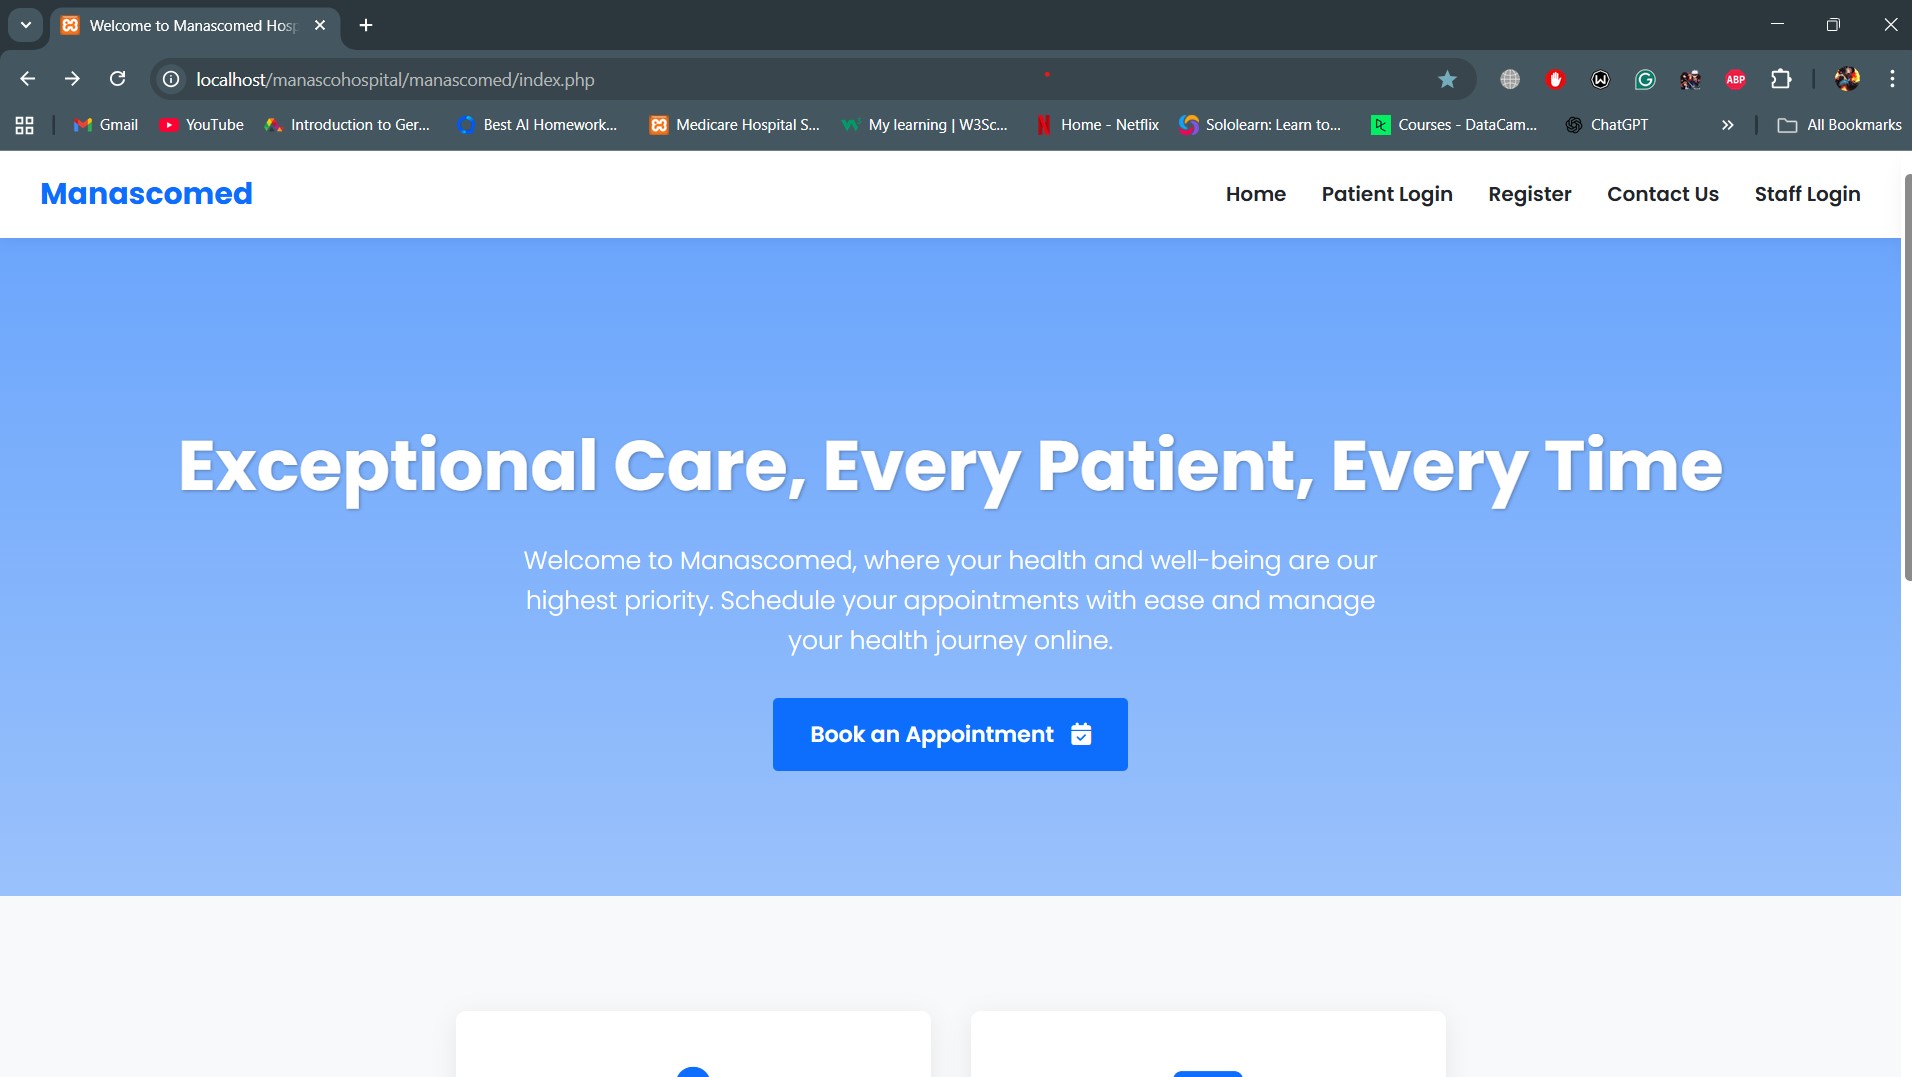 Welcome to Manascomed Hosp
localhost/manascohospital/manascomed/index.php
ABP
Gmail YouTube Introduction to Ger... Best AI Homework... Medicare Hospital S... My learning | W3Sc... Home - Netflix Sololearn: Learn to... Courses - DataCam... ChatGPT All Bookmarks
Manascomed Home Patient Login Register Contact Us Staff Login
Exceptional Care, Every Patient, Every Time
Welcome to Manascomed, where your health and well-being are our
highest priority. Schedule your appointments with ease and manage
your health journey online.
Book an Appointment